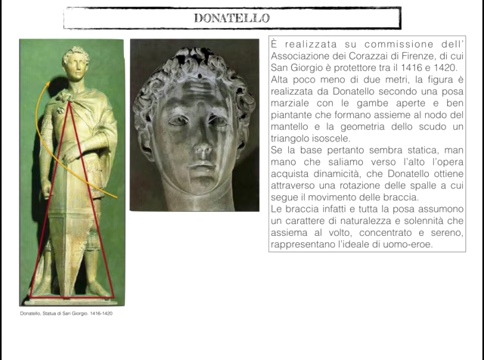 DONATELLO
È realizzata su commissione dell'
Associazione dei Corazzai di Firenze, di cui
San Giorgio è protettore tra il 1416 e 1420.
Alta poco meno di due metri, la figura è
realizzata da Donatello secondo una posa
marziale con le gambe aperte e ben
piantante che formano assieme al nodo del
mantello e la geometria dello scudo un
triangolo isoscele.
Se la base pertanto sembra statica, man
mano che saliamo verso l'alto l'opera
acquista dinamicità, che Donatello ottiene
attraverso una rotazione delle spalle a cui
segue il movimento delle braccia.
Le braccia infatti e tutta la posa assumono
un carattere di naturalezza e solennità che
assiema al volto, concentrato e sereno,
rappresentano l'ideale di uomo-eroe.
Donatello, Statua di San Giorgio, 1416-1420